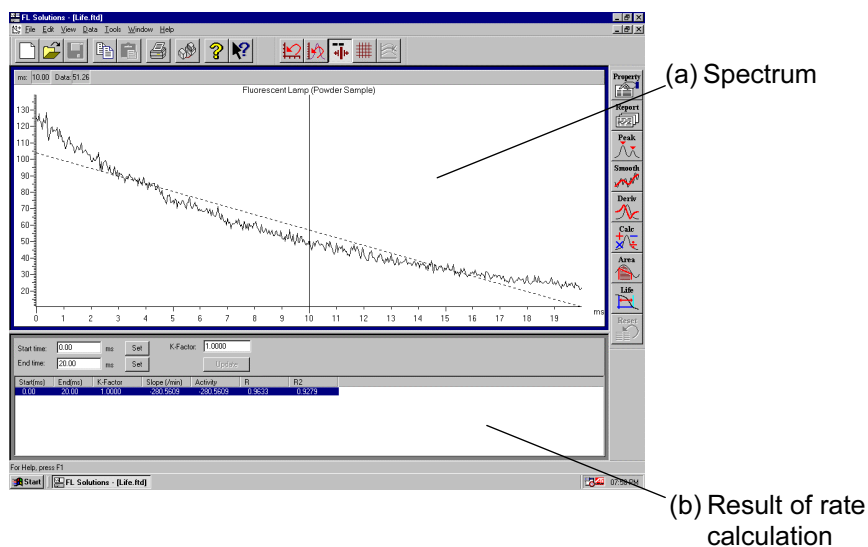 FL Solutions - [Life.ftd]
File Edit View Data Tools Window Help
ms: 10.00 Data: 51.26
Fluorescent Lamp (Powder Sample)
130
120
110
100
90
80
70
60
50
40
30
20
0 1 2 3 4 5 6 7 8 9 10 11 12 13 14 15 16 17 18 19
ms
Property
Report
Peak
Smooth
Deriv
Calc
Area
Life
Reset
(a) Spectrum
Start time: 0.00 ms Set K-Factor: 1.0000
End time: 20.00 ms Set Update
Start(ms) End(ms) K-Factor Slope (/min) Activity R R2
0.00 20.00 1.0000 -280.5609 -280.5609 0.9633 0.9279
For Help, press F1
Start FL Solutions - [Life.ftd] 07:58 PM
(b) Result of rate
calculation